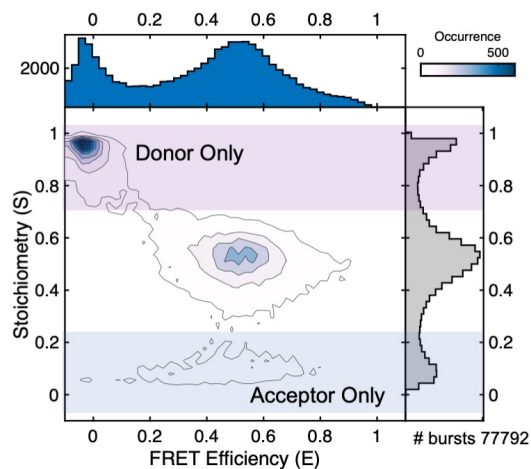 0 0.2 0.4 0.6 0.8 1
Occurrence
0 500
2000
1 1
Donor Only
0.8 0.8
0.6 0.6
0.4 0.4
0.2 0.2
Acceptor Only
0 0
Stoichiometry (S)
0 0.2 0.4 0.6 0.8 1
# bursts 77792
FRET Efficiency (E)